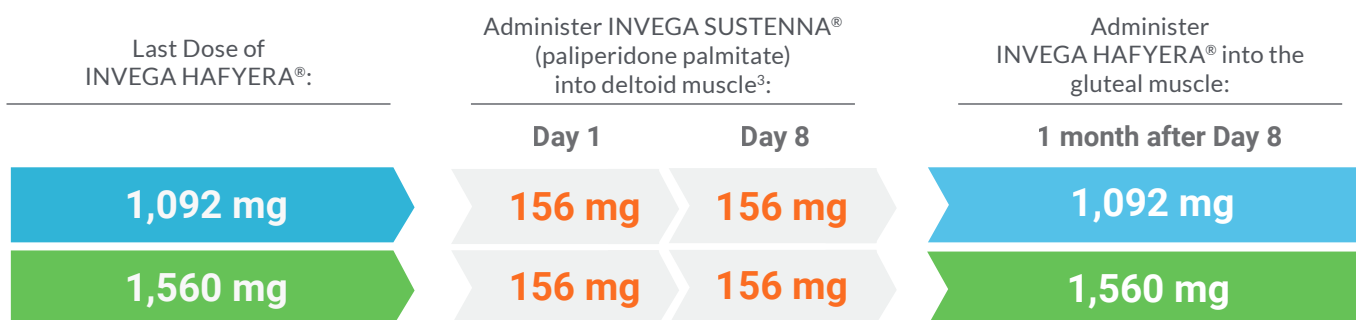 Last Dose of
INVEGA HAFYERA®:
Administer INVEGA SUSTENNA®
(paliperidone palmitate)
into deltoid muscle³:
Administer
INVEGA HAFYERA® into the
gluteal muscle:
Day 1
Day 8
1 month after Day 8
1,092 mg
156 mg
156 mg
1,092 mg
1,560 mg
156 mg
156 mg
1,560 mg